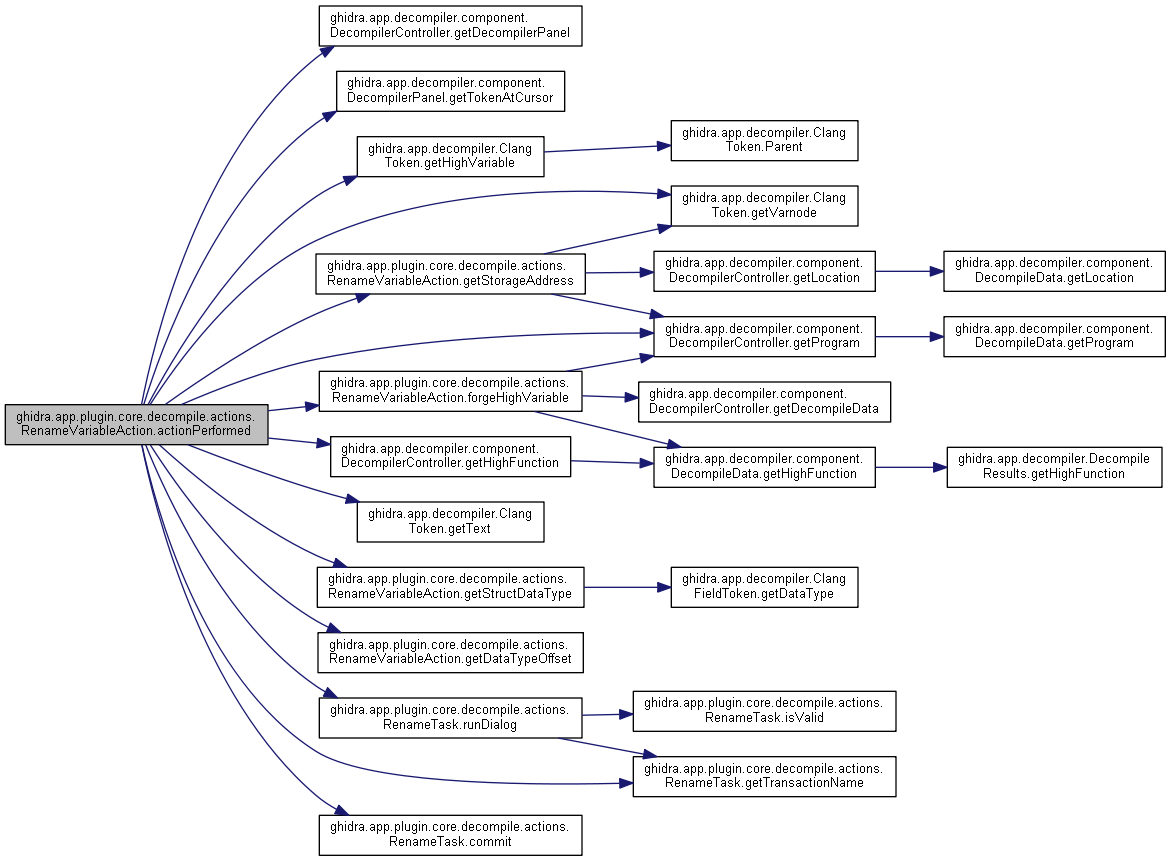 ghidra.app.decompiler.component.
DecompilerController.getDecompilerPanel
ghidra.app.decompiler.component.
DecompilerPanel.getTokenAtCursor
ghidra.app.decompiler.Clang
Token.getHighVariable
ghidra.app.decompiler.Clang
Token.Parent
ghidra.app.decompiler.Clang
Token.getVarnode
ghidra.app.plugin.core.decompile.actions.
RenameVariableAction.getStorageAddress
ghidra.app.decompiler.component.
DecompilerController.getLocation
ghidra.app.decompiler.component.
DecompileData.getLocation
ghidra.app.decompiler.component.
DecompilerController.getProgram
ghidra.app.decompiler.component.
DecompileData.getProgram
ghidra.app.plugin.core.decompile.actions.
RenameVariableAction.forgeHighVariable
ghidra.app.decompiler.component.
DecompilerController.getDecompileData
ghidra.app.plugin.core.decompile.actions.
RenameVariableAction.actionPerformed
ghidra.app.decompiler.component.
DecompilerController.getHighFunction
ghidra.app.decompiler.component.
DecompileData.getHighFunction
ghidra.app.decompiler.Decompile
Results.getHighFunction
ghidra.app.decompiler.Clang
Token.getText
ghidra.app.plugin.core.decompile.actions.
RenameVariableAction.getStructDataType
ghidra.app.decompiler.Clang
FieldToken.getDataType
ghidra.app.plugin.core.decompile.actions.
RenameVariableAction.getDataTypeOffset
ghidra.app.plugin.core.decompile.actions.
RenameTask.runDialog
ghidra.app.plugin.core.decompile.actions.
RenameTask.isValid
ghidra.app.plugin.core.decompile.actions.
RenameTask.getTransactionName
ghidra.app.plugin.core.decompile.actions.
RenameTask.commit